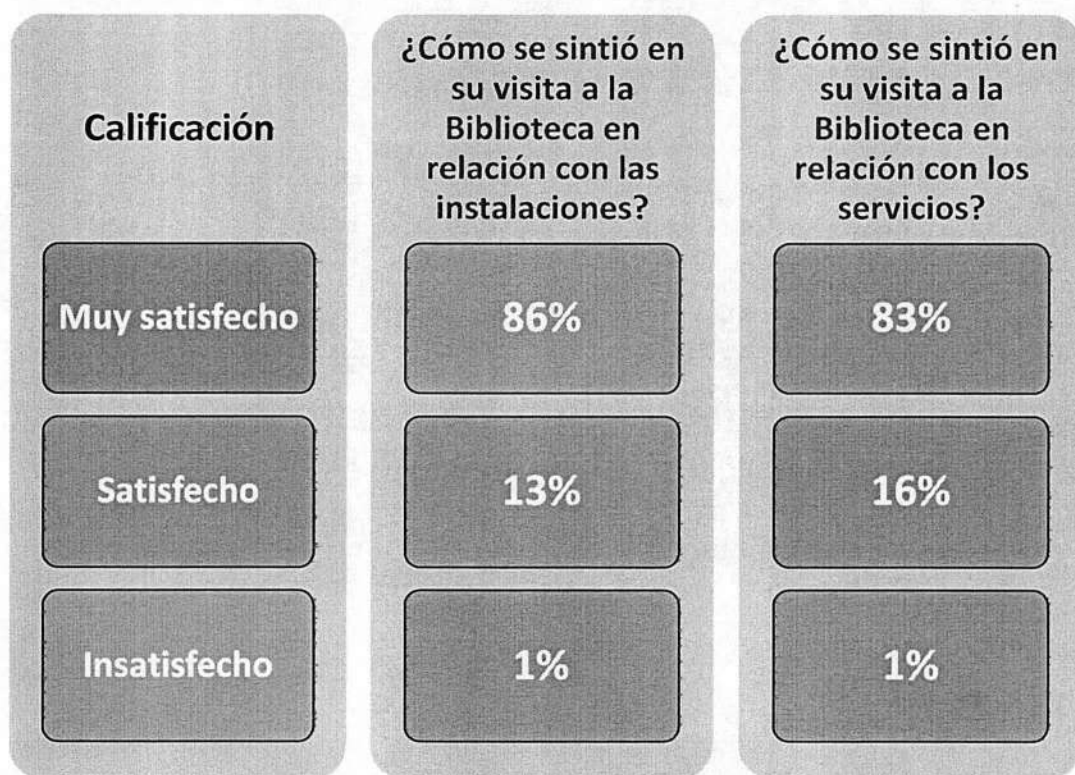 Calificación
Muy satisfecho
Satisfecho
Insatisfecho
¿Cómo se sintió en
su visita a la
Biblioteca en
relación con las
instalaciones?
86%
13%
1%
¿Cómo se sintió en
su visita a la
Biblioteca en
relación con los
servicios?
83%
16%
1%